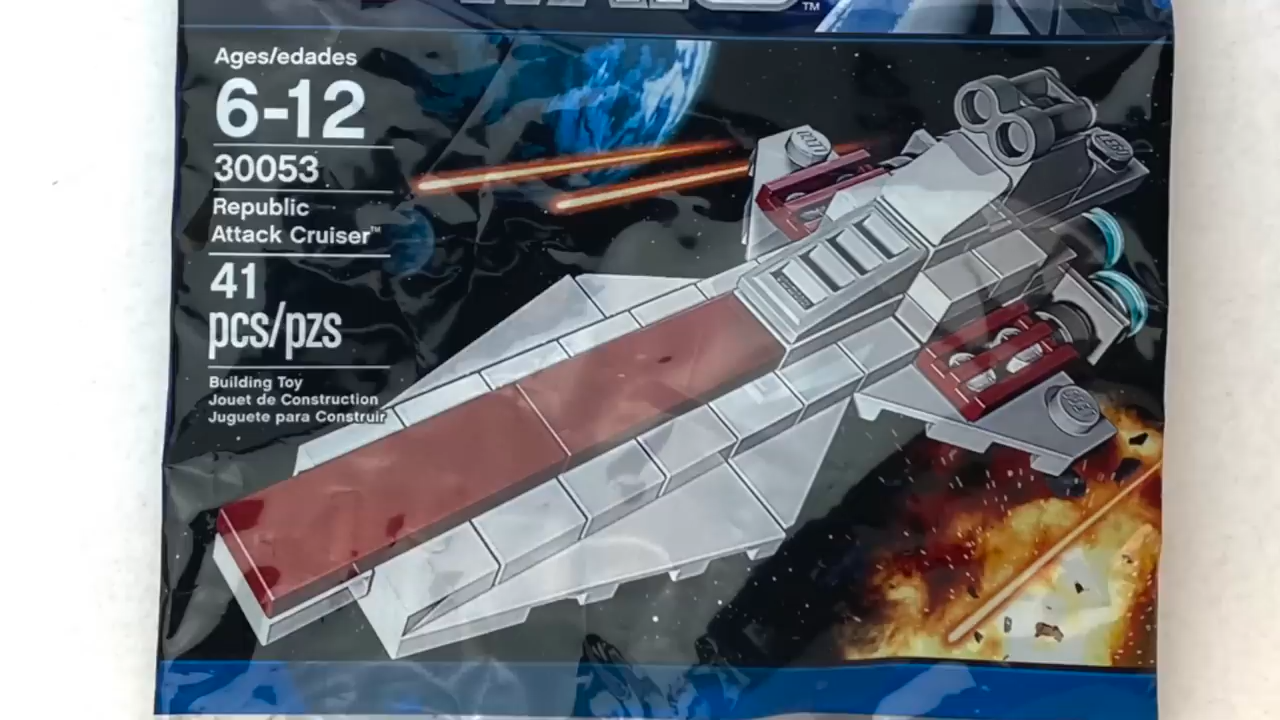 ™
Ages/edades
6-12
30053
Republic
Attack Cruiser™
41
pcs/pzs
Building Toy
Jouet de Construction
Juguete para Construir